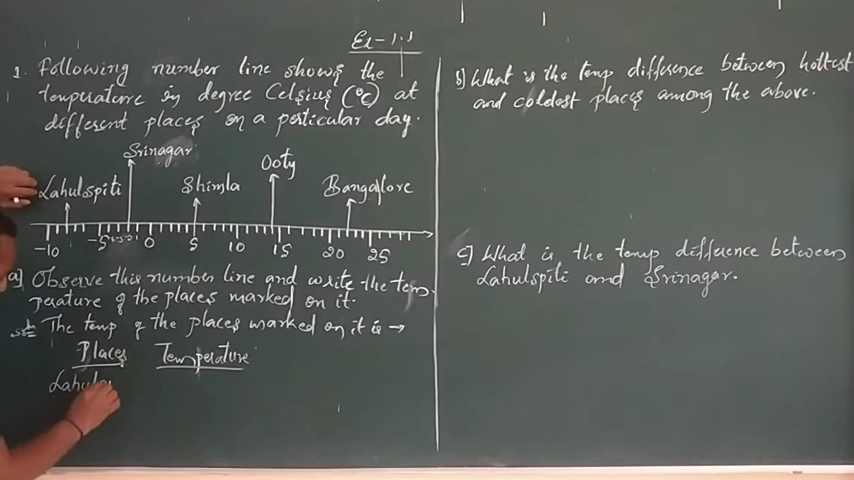 Ex-1.1
1. Following number line shows the
temperature in degree Celsius (°C) at
different places on a particular day.
Srinagar
Lahulspiti
Shimla
Ooty
Bangalore
-10 -5 0 5 10 15 20 25
a) Observe this number line and write the tem
perature of the places marked on it.
Soln The temp of the places marked on it is →
Places Temperature
Lahuls
b) What is the temp difference between hottest
and coldest places among the above.
c) What is the temp difference between
Lahulspiti and Srinagar.